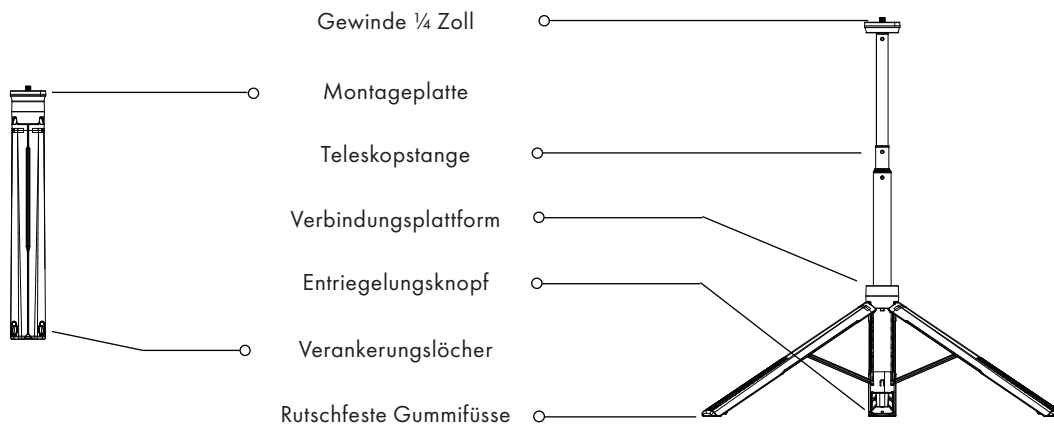 Gewinde ¼ Zoll
Montageplatte
Teleskopstange
Verbindungsplattform
Entriegelungsknopf
Verankerungslöcher
Rutschfeste Gummifüsse